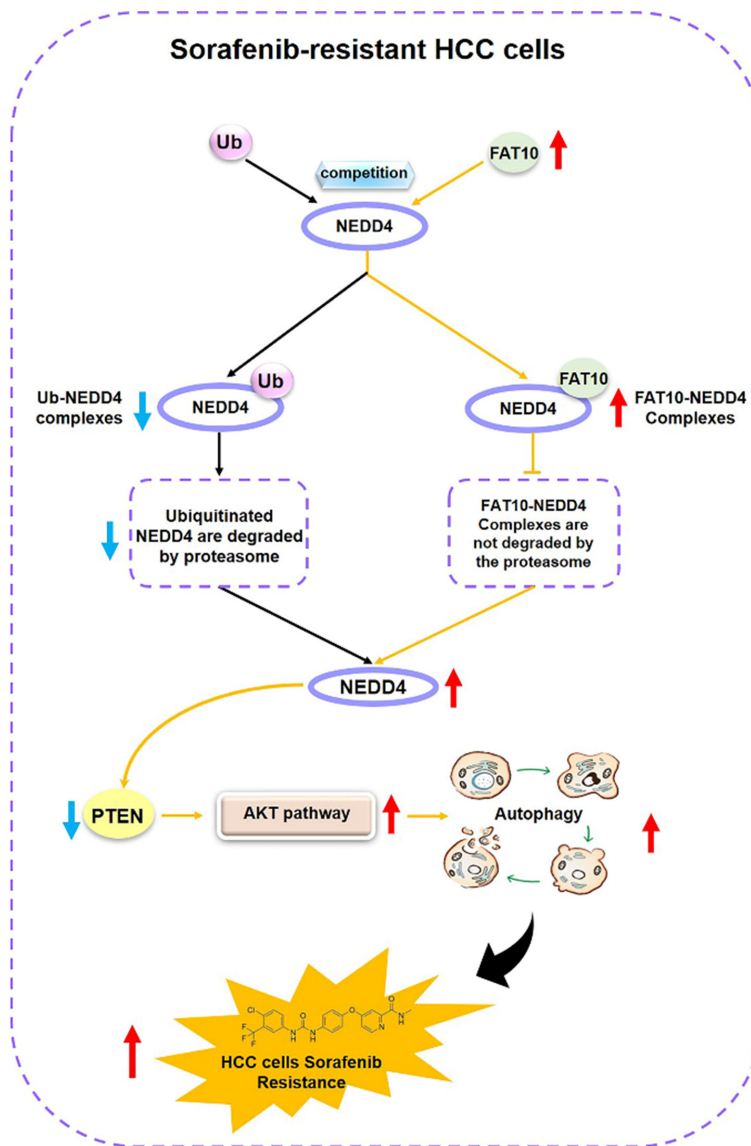 Sorafenib-resistant HCC cells
Ub
competition
FAT10
NEDD4
Ub-NEDD4
complexes
NEDD4
Ub
NEDD4
FAT10
FAT10-NEDD4
Complexes
Ubiquitinated
NEDD4 are degraded
by proteasome
FAT10-NEDD4
Complexes are
not degraded by
the proteasome
NEDD4
PTEN
AKT pathway
Autophagy
Cl
F
F
F
O
N
H
N
H
O
N
O
N
H
HCC cells Sorafenib
Resistance